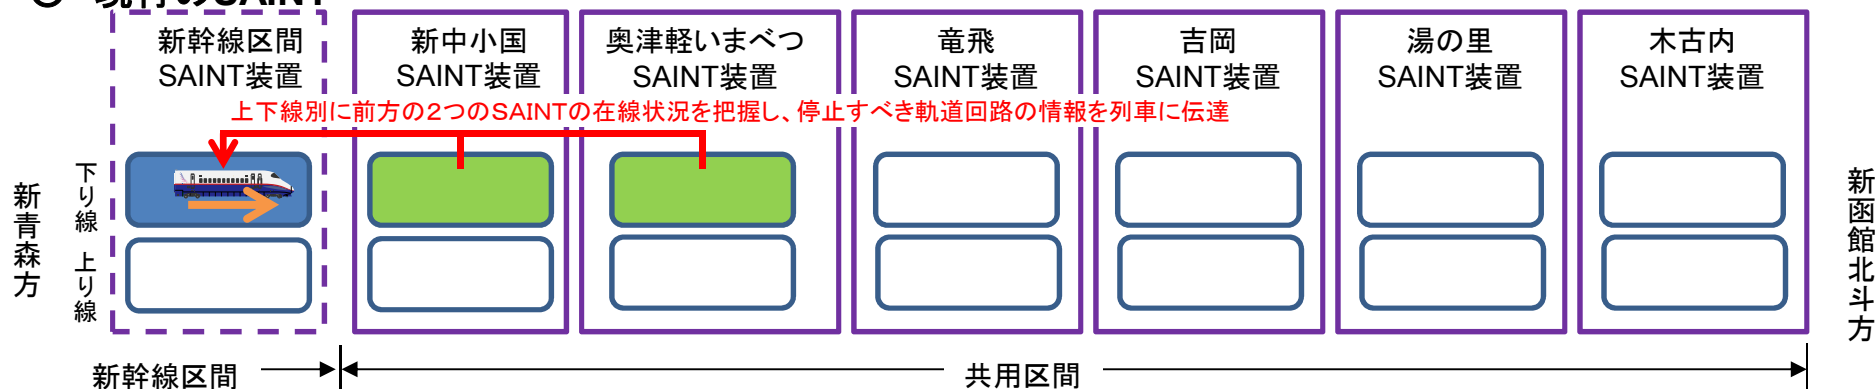 新幹線区間
SAINT装置
新中小国
SAINT装置
奥津軽いまべつ
SAINT装置
竜飛
SAINT装置
吉岡
SAINT装置
湯の里
SAINT装置
木古内
SAINT装置
上下線別に前方の2つのSAINTの在線状況を把握し、停止すべき軌道回路の情報を列車に伝達
新青森方
下り線
上り線
新函館北斗方
新幹線区間
共用区間